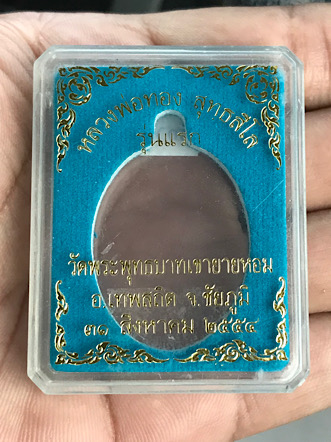 หลวงพ่อทอง สุทธสีโล
รุ่นแรก
วัดพระพุทธบาทเขายายหอม
อ.เทพสถิต จ.ชัยภูมิ
๓๑ สิงหาคม ๒๕๕๔